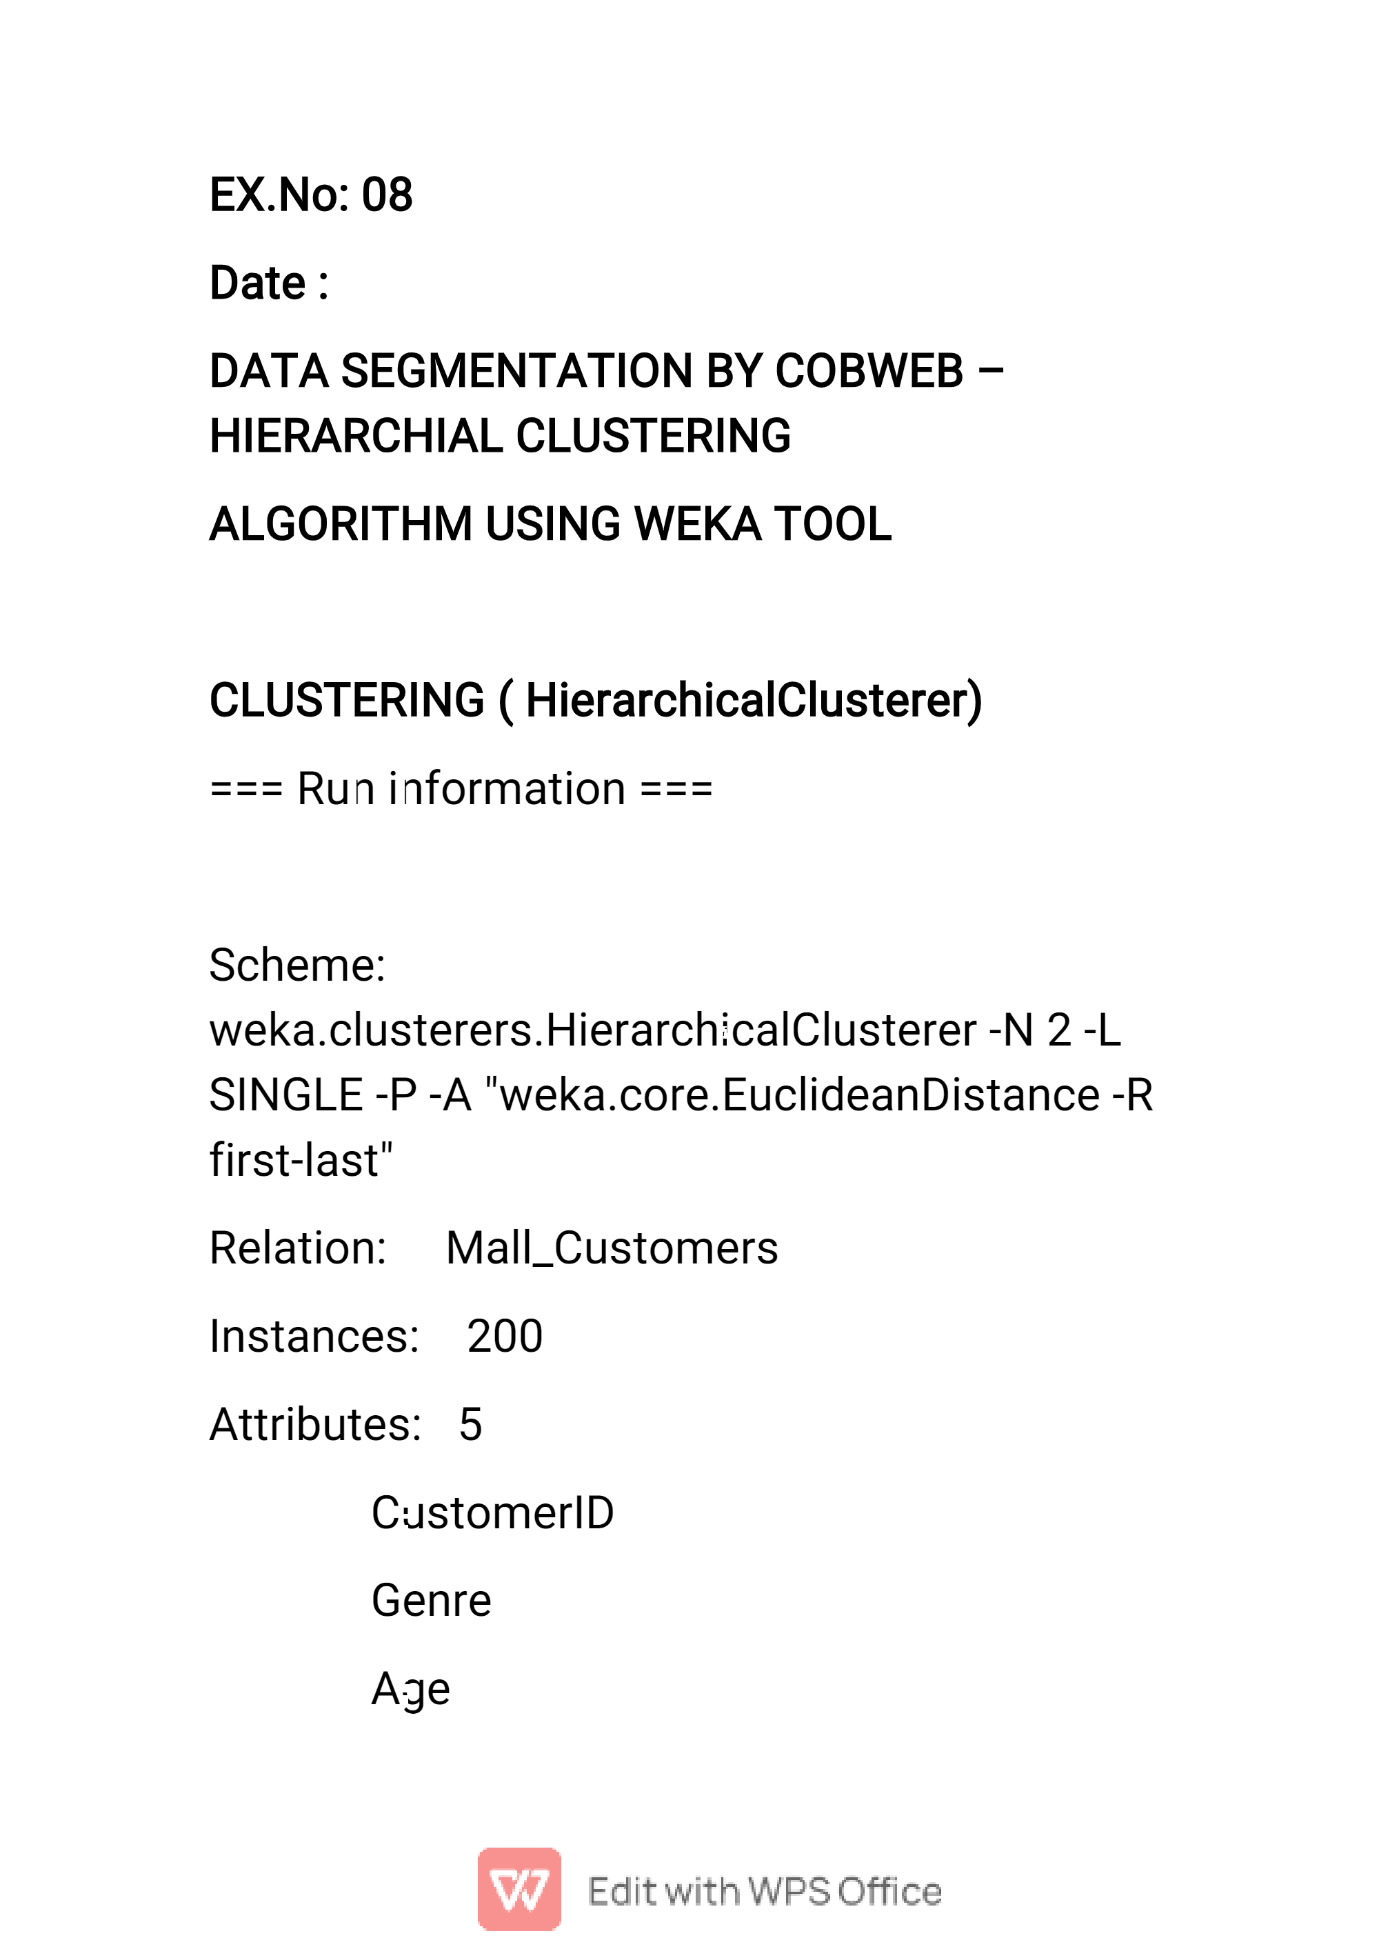 EX.No: 08
Date :
DATA SEGMENTATION BY COBWEB –
HIERARCHIAL CLUSTERING
ALGORITHM USING WEKA TOOL
CLUSTERING ( HierarchicalClusterer)
=== Run information ===
Scheme:
weka.clusterers.HierarchicalClusterer -N 2 -L
SINGLE -P -A "weka.core.EuclideanDistance -R
first-last"
Relation: Mall_Customers
Instances: 200
Attributes: 5
CustomerID
Genre
Age
Edit with WPS Office